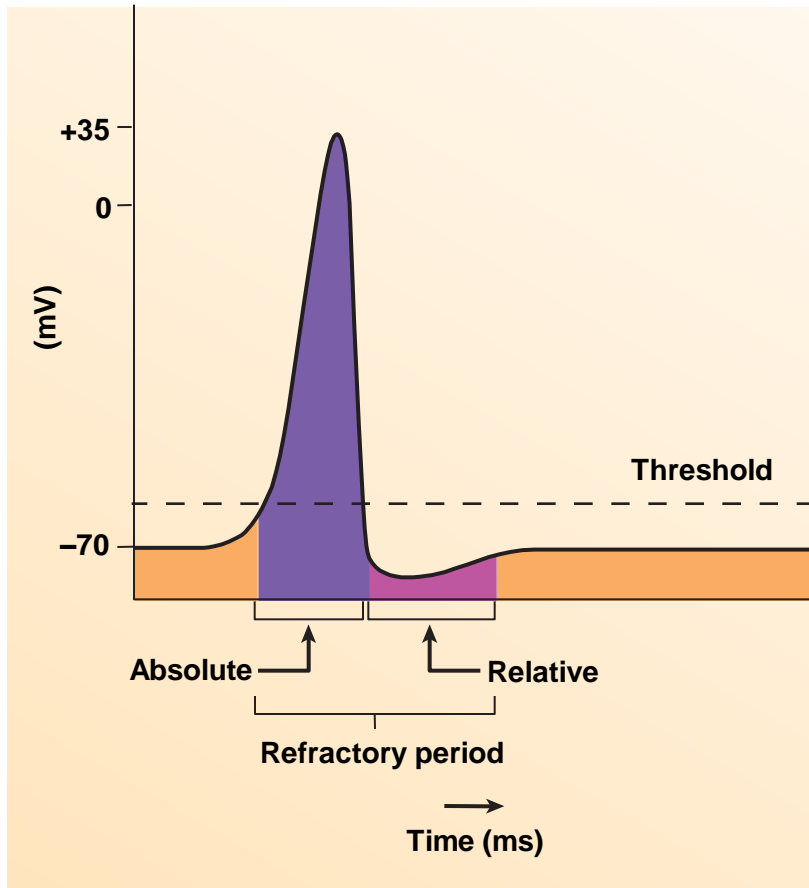 +35
0
(mV)
Threshold
–70
Absolute
Relative
Refractory period
Time (ms)